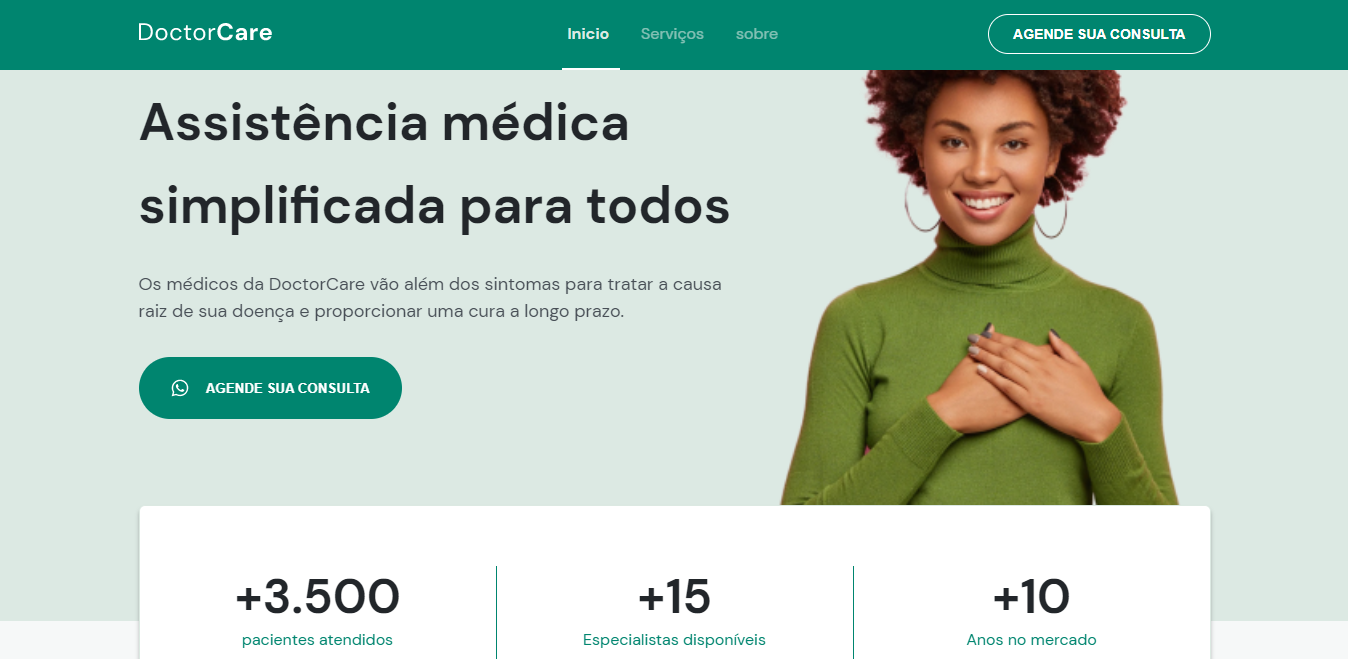 DoctorCare
Inicio
Serviços
sobre
AGENDE SUA CONSULTA
Assistência médica
simplificada para todos
Os médicos da DoctorCare vão além dos sintomas para tratar a causa
raiz de sua doença e proporcionar uma cura a longo prazo.
AGENDE SUA CONSULTA
+3.500
pacientes atendidos
+15
Especialistas disponíveis
+10
Anos no mercado